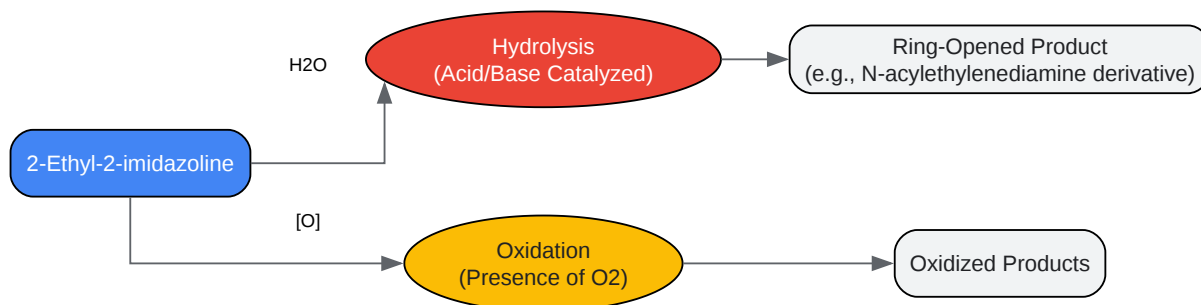 Hydrolysis
(Acid/Base Catalyzed)
Ring-Opened Product
(e.g., N-acylethylenediamine derivative)
H2O
2-Ethyl-2-imidazoline
[O]
Oxidation
(Presence of O2)
Oxidized Products